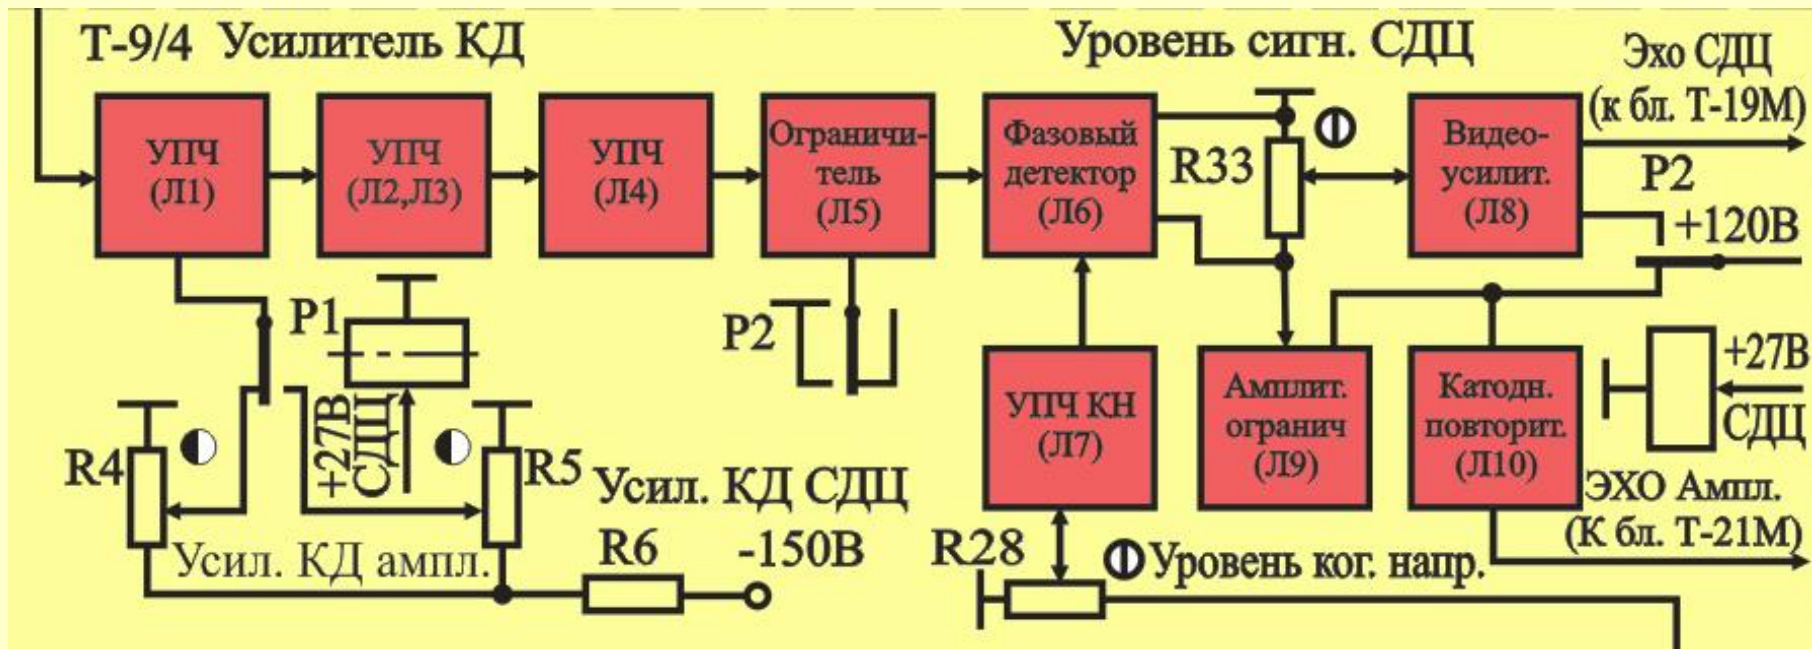 Т-9/4 Усилитель КД
Уровень сигн. СДЦ
Эхо СДЦ
(к бл. Т-19М)
УПЧ
(Л1)
УПЧ
(Л2,Л3)
УПЧ
(Л4)
Ограничи-
тель
(Л5)
Фазовый
детектор
(Л6)
R33
Видео-
усилит.
(Л8)
Р2
+120В
Р1
Р2
+27В
СДЦ
УПЧ КН
(Л7)
Амплит.
огранич
(Л9)
Катодн.
повторит.
(Л10)
+27В
СДЦ
R4
R5
Усил. КД СДЦ
ЭХО Ампл.
(К бл. Т-21М)
Усил. КД ампл.
R6
-150В
R28
Уровень ког. напр.